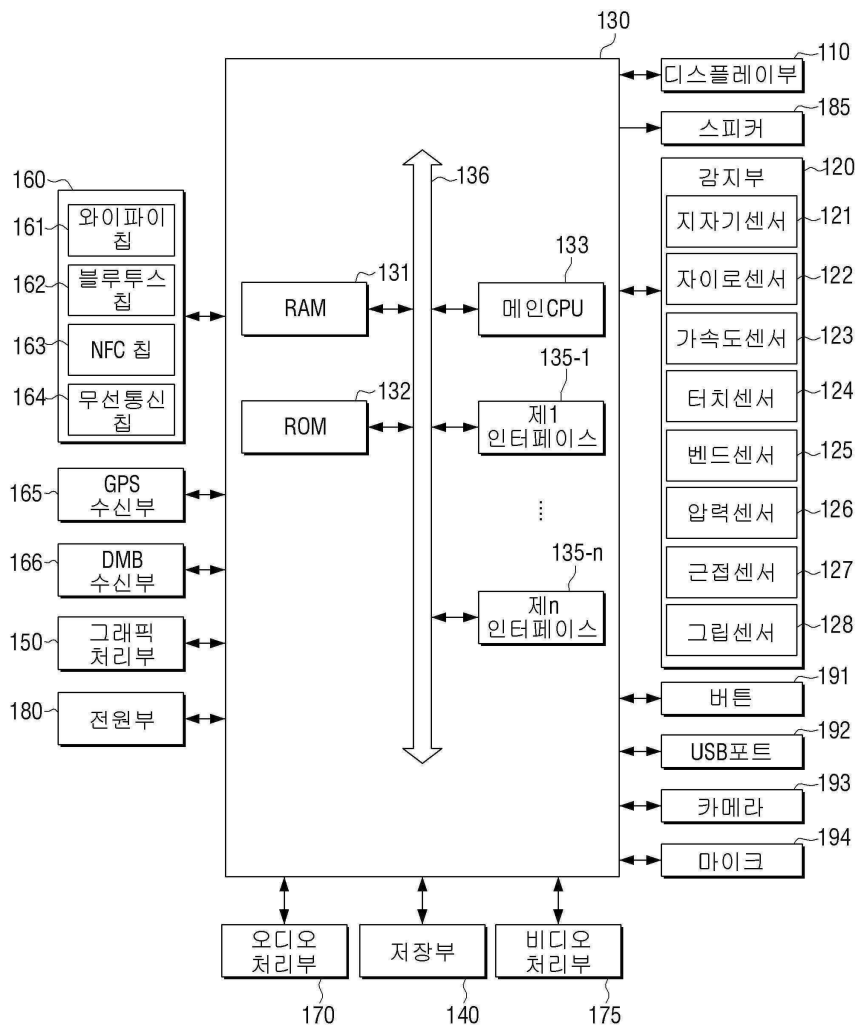 130
110
디스플레이부
185
스피커
120
감지부
121
지자기센서
122
자이로센서
123
가속도센서
124
터치센서
125
벤드센서
126
압력센서
127
근접센서
128
그립센서
160
161
와이파이
칩
162
블루투스
칩
163
NFC 칩
164
무선통신
칩
136
131
RAM
133
메인CPU
132
ROM
135-1
제1
인터페이스
....
135-n
제n
인터페이스
165
GPS
수신부
166
DMB
수신부
150
그래픽
처리부
180
전원부
191
버튼
192
USB포트
193
카메라
194
마이크
오디오
처리부
170
저장부
140
비디오
처리부
175